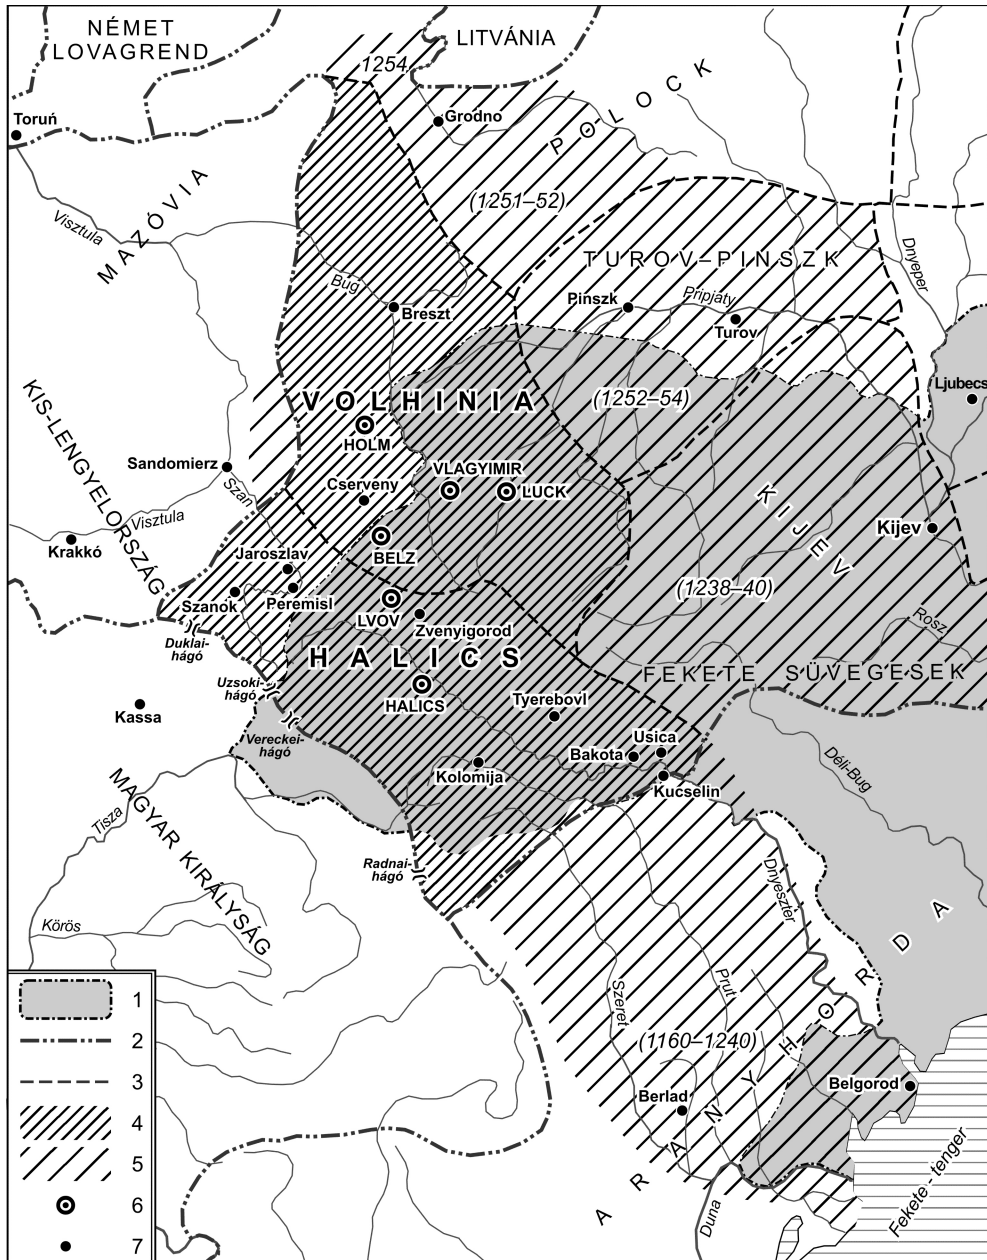 NÉMET
LOVAGREND
LITVÁNIA
1254
Grodno
POLOCK
Toruń
MAZÓVIA
(1251–52)
Visztula
TUROV–PINSZK
Dnyeper
Bug
Breszt
Pińszk
Pripjaty
Turov
Ljubecs
KIS-LENGYELORSZÁG
VOLHINIA
(1252–54)
HOLM
Sandomierz
Szan
Cserveny
VLAGYIMIR
LUCK
KIJEV
Visztula
Krakkó
Kijev
BELZ
Jaroszlav
Szanok
Peremisl
LVOV
Zvenyigorod
(1238–40)
Rosz
Duklai-
hágó
HALICS
FEKETE SÜVEGESEK
Uzsoki-
hágó
HALICS
Tyerebovl
Kassa
Vereckei-
hágó
Usica
Bakota
Kolomija
Kucselin
Déli-Bug
MAGYAR KIRÁLYSÁG
Tisza
Radnai-
hágó
Dnyeszter
Körös
ARANY HORDA
Szeret
Prut
(1160–1240)
Berlad
Belgorod
Duna
Fekete - tenger
1
2
3
4
5
6
7